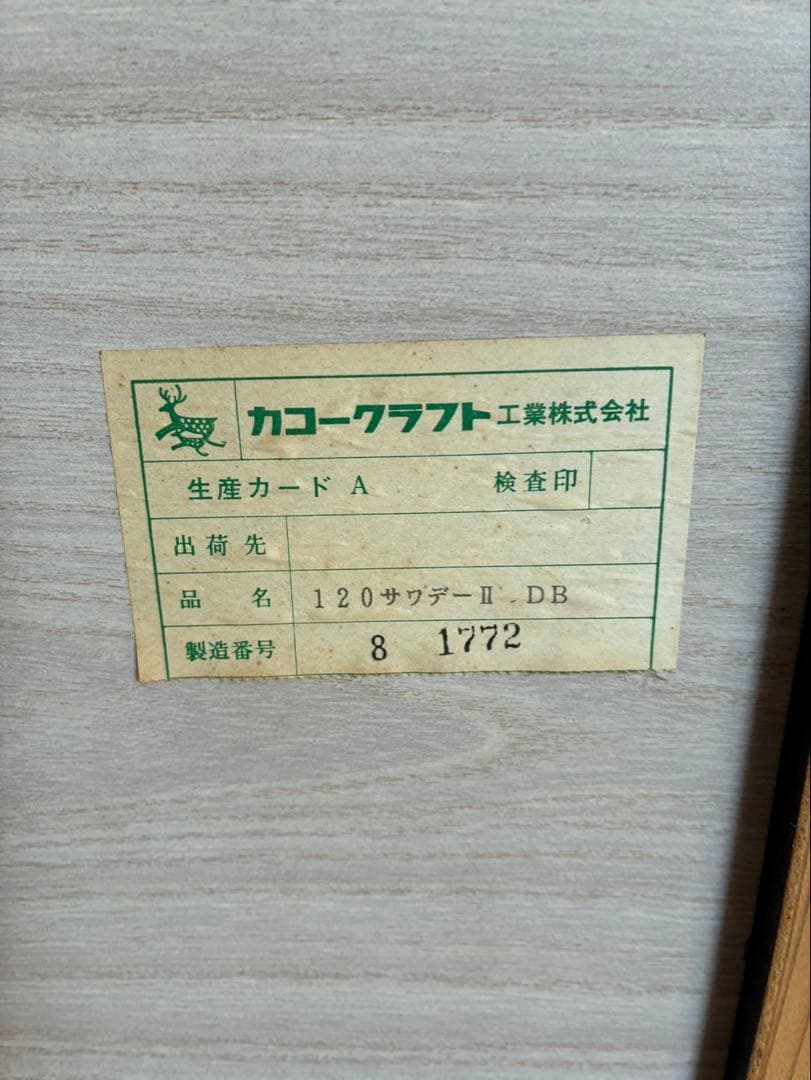 カコークラフト工業株式会社
生産カード A 検査印
出荷先
品名 120サワデーⅡ DB
製造番号 8 1772